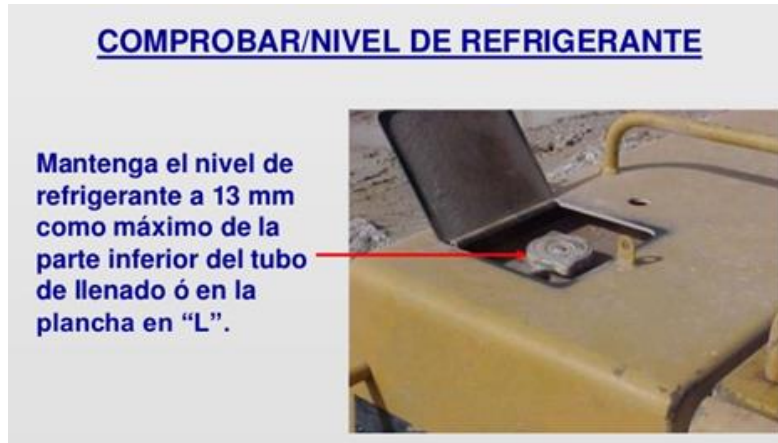 COMPROBAR/NIVEL DE REFRIGERANTE
Mantenga el nivel de
refrigerante a 13 mm
como máximo de la
parte inferior del tubo
de llenado ó en la
plancha en “L”.